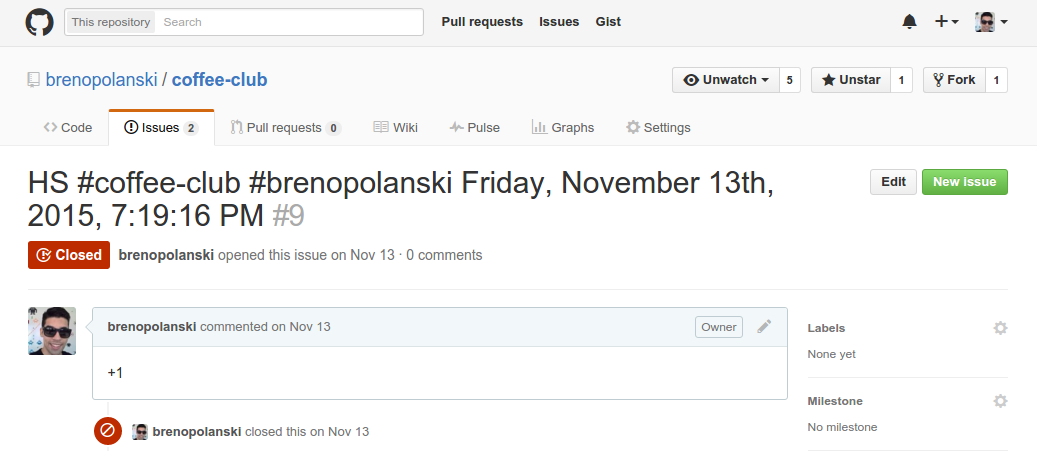 This repository Search Pull requests Issues Gist
brenopolanski / coffee-club Unwatch 5 Unstar 1 Fork 1
Code Issues 2 Pull requests 0 Wiki Pulse Graphs Settings
HS #coffee-club #brenopolanski Friday, November 13th,
2015, 7:19:16 PM #9
Edit New issue
Closed brenopolanski opened this issue on Nov 13 · 0 comments
brenopolanski commented on Nov 13 Owner
+1
brenopolanski closed this on Nov 13
Labels
None yet
Milestone
No milestone